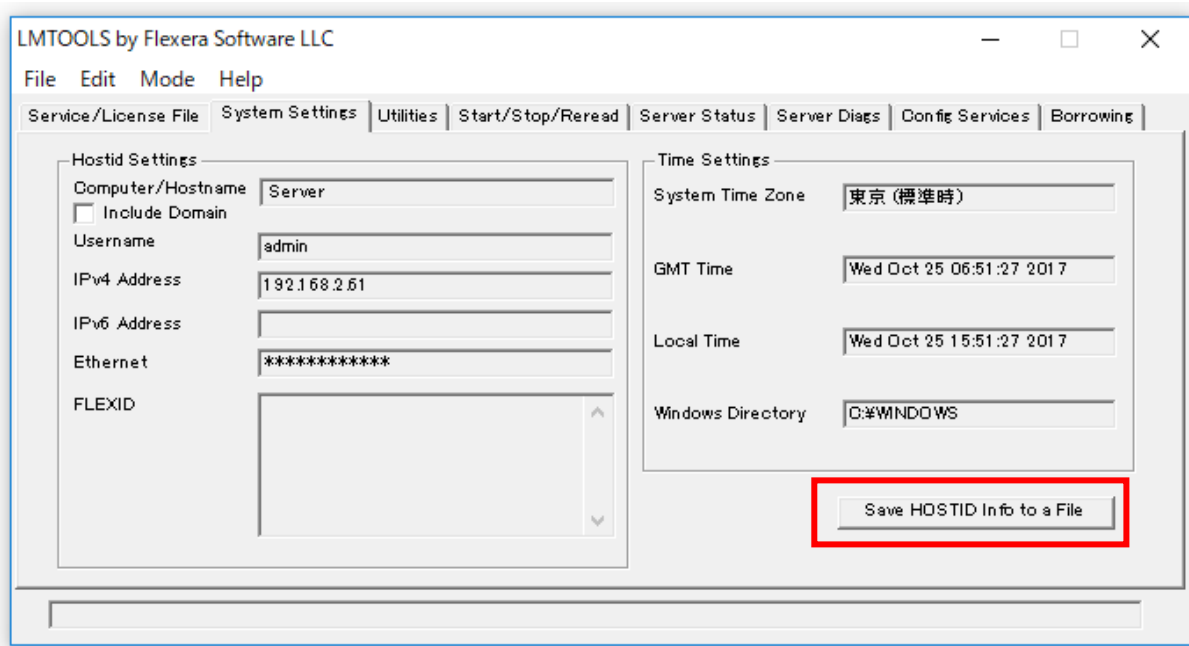 LMTOOLS by Flexera Software LLC
File Edit Mode Help
Service/License File System Settings Utilities Start/Stop/Reread Server Status Server Diags Config Services Borrowing
Hostid Settings
Computer/Hostname Server
Include Domain
Username admin
IPv4 Address 192.168.2.61
IPv6 Address
Ethernet ************
FLEXID
Time Settings
System Time Zone 東京 (標準時)
GMT Time Wed Oct 25 06:51:27 2017
Local Time Wed Oct 25 15:51:27 2017
Windows Directory C:¥WINDOWS
Save HOSTID Info to a File